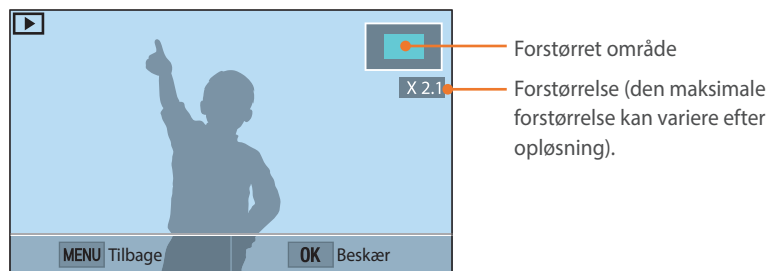 Forstørret område
X 2.1
Forstørrelse (den maksimale
forstørrelse kan variere efter
opløsning).
MENU Tilbage
OK Beskær